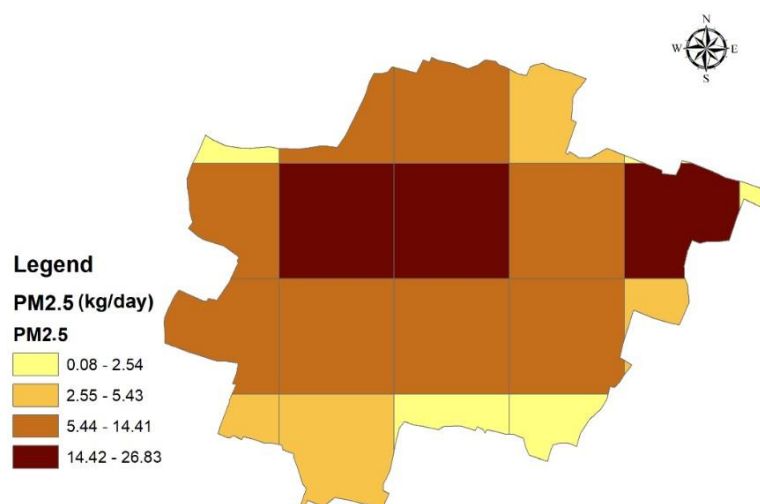 N
W E
S
Legend
PM2.5 (kg/day)
PM2.5
0.08 - 2.54
2.55 - 5.43
5.44 - 14.41
14.42 - 26.83